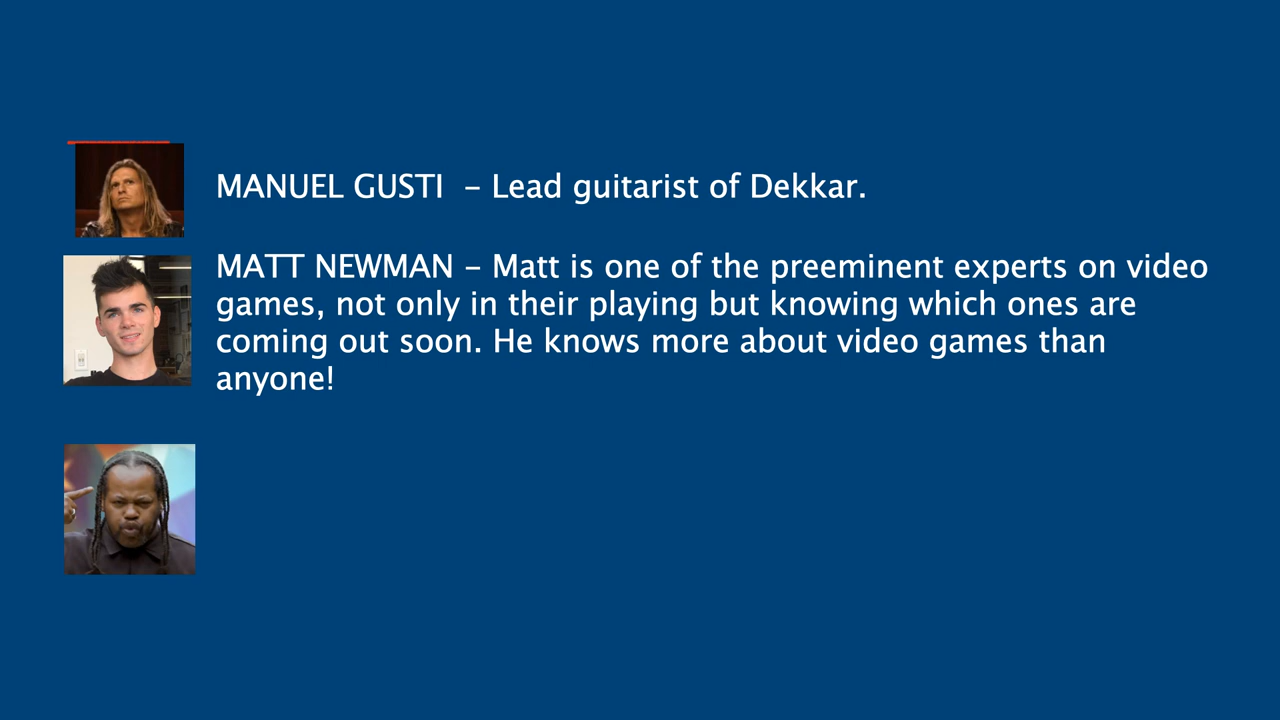 MANUEL GUSTI – Lead guitarist of Dekkar.
MATT NEWMAN – Matt is one of the preeminent experts on video
games, not only in their playing but knowing which ones are
coming out soon. He knows more about video games than
anyone!